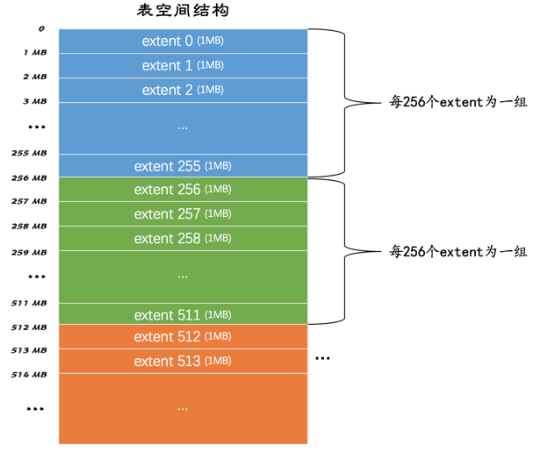 表空间结构
0
extent 0 (1MB)
1 MB
extent 1 (1MB)
2 MB
extent 2 (1MB)
3 MB
... ...
每256个extent为一组
255 MB
extent 255 (1MB)
256 MB
extent 256 (1MB)
257 MB
extent 257 (1MB)
258 MB
extent 258 (1MB)
259 MB
每256个extent为一组
... ...
511 MB
extent 511 (1MB)
512 MB
extent 512 (1MB)
513 MB
extent 513 (1MB) ...
514 MB
... ...